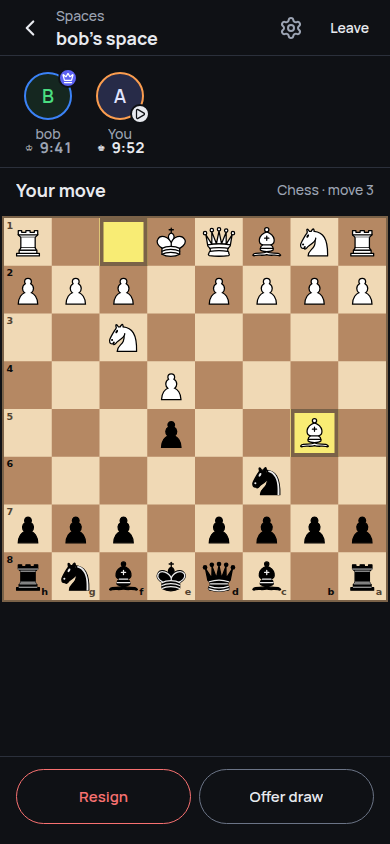 Spaces
bob's space
Leave
B
A
bob
You
9:41
9:52
Your move
Chess · move 3
1
2
3
4
5
6
7
8
h
g
f
e
d
c
b
a
Resign
Offer draw